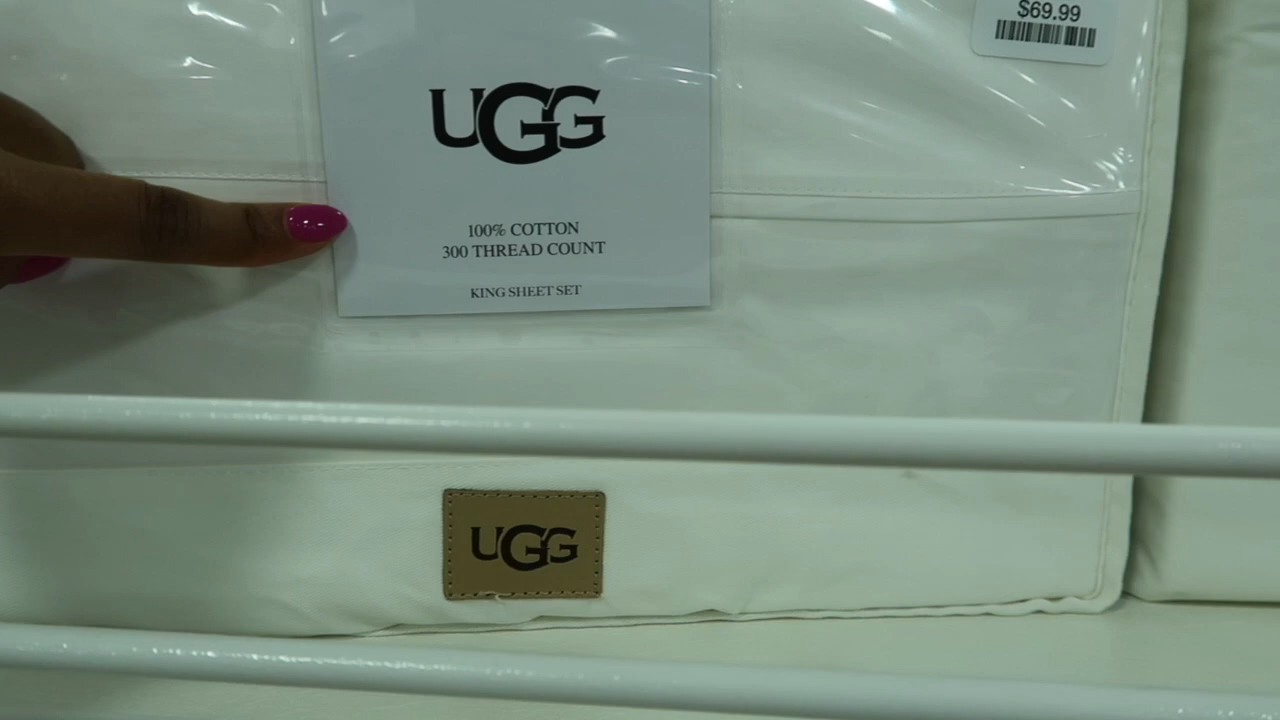 $69.99
UGG
100% COTTON
300 THREAD COUNT
KING SHEET SET
UGG